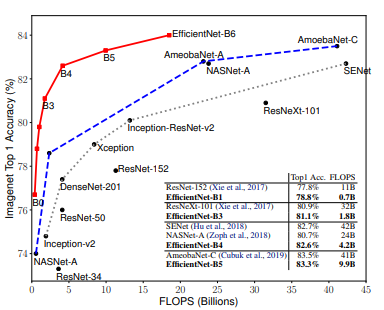 84
82
80
78
76
74
Imagenet Top 1 Accuracy (%)
EfficientNet-B6
AmoebaNet-C
AmoebaNet-A
NASNet-A
SENet
B5
B4
B3
ResNeXt-101
Inception-ResNet-v2
Xception
ResNet-152
DenseNet-201
B0
ResNet-50
Inception-v2
NASNet-A
ResNet-34
Top1 Acc. FLOPS
ResNet-152 (Xie et al., 2017) 77.8% 11B
EfficientNet-B1 78.8% 0.7B
ResNeXt-101 (Xie et al., 2017) 80.9% 32B
EfficientNet-B3 81.1% 1.8B
SENet (Hu et al., 2018) 82.7% 42B
NASNet-A (Zoph et al., 2018) 80.7% 24B
EfficientNet-B4 82.6% 4.2B
AmoebaNet-C (Cubuk et al., 2019) 83.5% 41B
EfficientNet-B5 83.3% 9.9B
0 5 10 15 20 25 30 35 40 45
FLOPS (Billions)